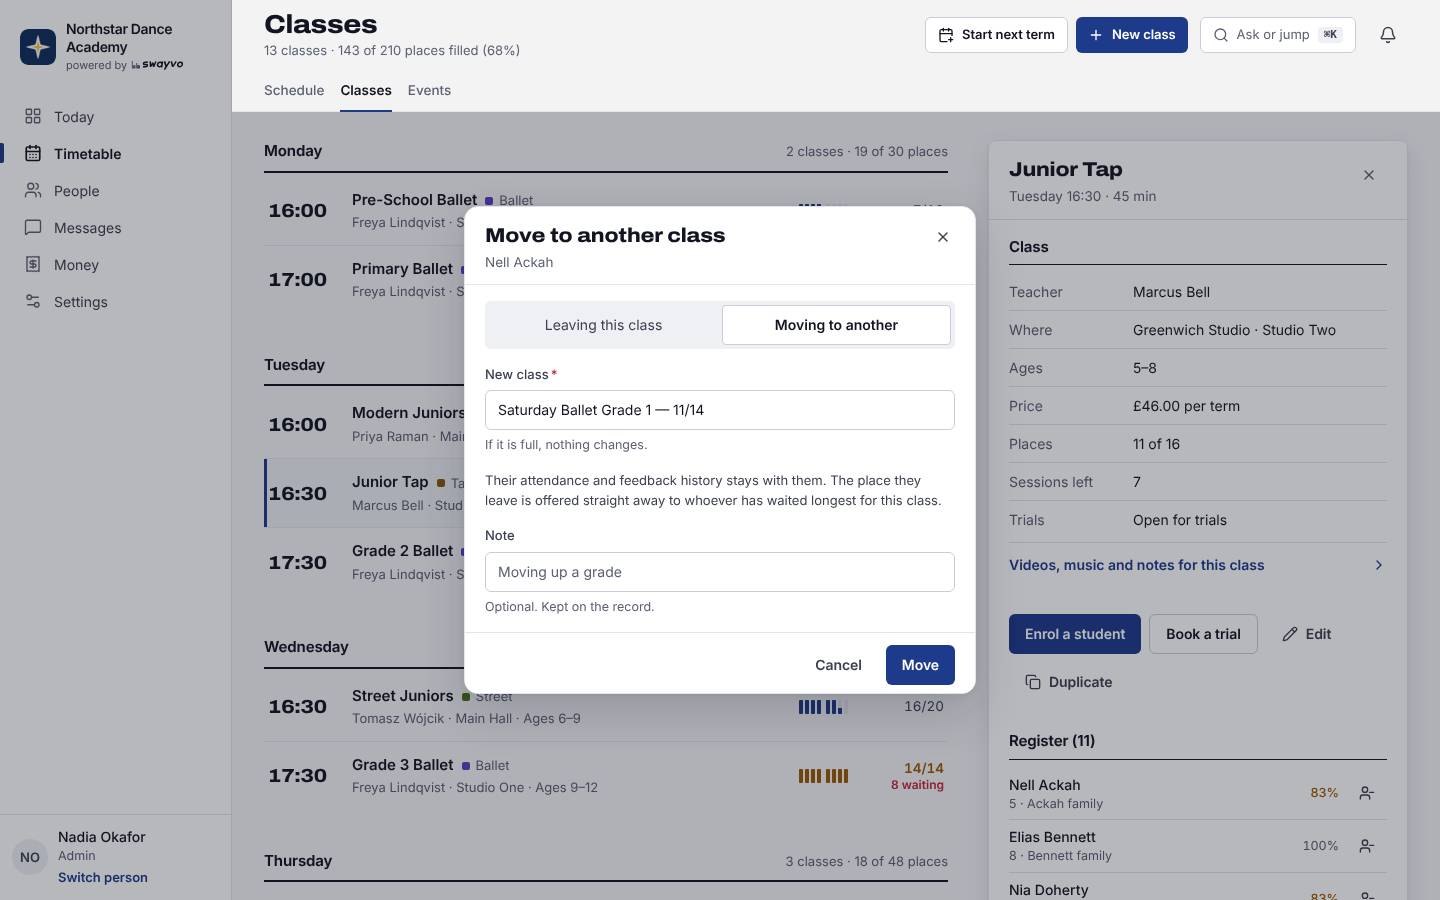 Northstar Dance
Academy
powered by swayvo
Today
Timetable
People
Messages
Money
Settings
NO
Nadia Okafor
Admin
Switch person
Classes
13 classes · 143 of 210 places filled (68%)
Start next term
New class
Ask or jump ⌘K
Schedule Classes Events
Monday
2 classes · 19 of 30 places
16:00
Pre-School Ballet Ballet
Freya Lindqvist · S
17:00
Primary Ballet
Freya Lindqvist · S
Tuesday
16:00
Modern Juniors
Priya Raman · Mai
16:30
Junior Tap Ta
Marcus Bell · Stud
17:30
Grade 2 Ballet
Freya Lindqvist · S
Wednesday
16:30
Street Juniors Street
Tomasz Wójcik · Main Hall · Ages 6–9
16/20
17:30
Grade 3 Ballet Ballet
Freya Lindqvist · Studio One · Ages 9–12
14/14
8 waiting
Thursday
3 classes · 18 of 48 places
Move to another class
Nell Ackah
Leaving this class
Moving to another
New class *
Saturday Ballet Grade 1 — 11/14
If it is full, nothing changes.
Their attendance and feedback history stays with them. The place they
leave is offered straight away to whoever has waited longest for this class.
Note
Moving up a grade
Optional. Kept on the record.
Cancel
Move
Junior Tap
Tuesday 16:30 · 45 min
Class
Teacher Marcus Bell
Where Greenwich Studio · Studio Two
Ages 5–8
Price £46.00 per term
Places 11 of 16
Sessions left 7
Trials Open for trials
Videos, music and notes for this class
Enrol a student
Book a trial
Edit
Duplicate
Register (11)
Nell Ackah
5 · Ackah family
83%
Elias Bennett
8 · Bennett family
100%
Nia Doherty
83%